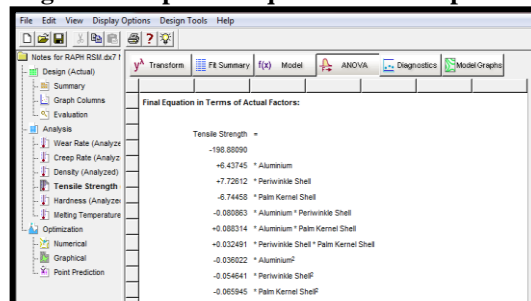 File Edit View Display Options Design Tools Help
Notes for RAPH RSM.dx7
Design (Actual)
Summary
Graph Columns
Evaluation
Analysis
Wear Rate (Analyze
Creep Rate (Analyz
Density (Analyzed)
Tensile Strength
Hardness (Analyze
Melting Temperature
Optimization
Numerical
Graphical
Point Prediction
yλ Transform Fit Summary f(x) Model ANOVA Diagnostics Model Graphs
Final Equation in Terms of Actual Factors:
Tensile Strength =
-198.88090
+6.43745 * Aluminium
+7.72612 * Periwinkle Shell
-6.74458 * Palm Kernel Shell
-0.080863 * Aluminium * Periwinkle Shell
+0.088314 * Aluminium * Palm Kernel Shell
+0.032491 * Periwinkle Shell * Palm Kernel Shell
-0.036022 * Aluminium²
-0.054641 * Periwinkle Shell²
-0.065945 * Palm Kernel Shell²